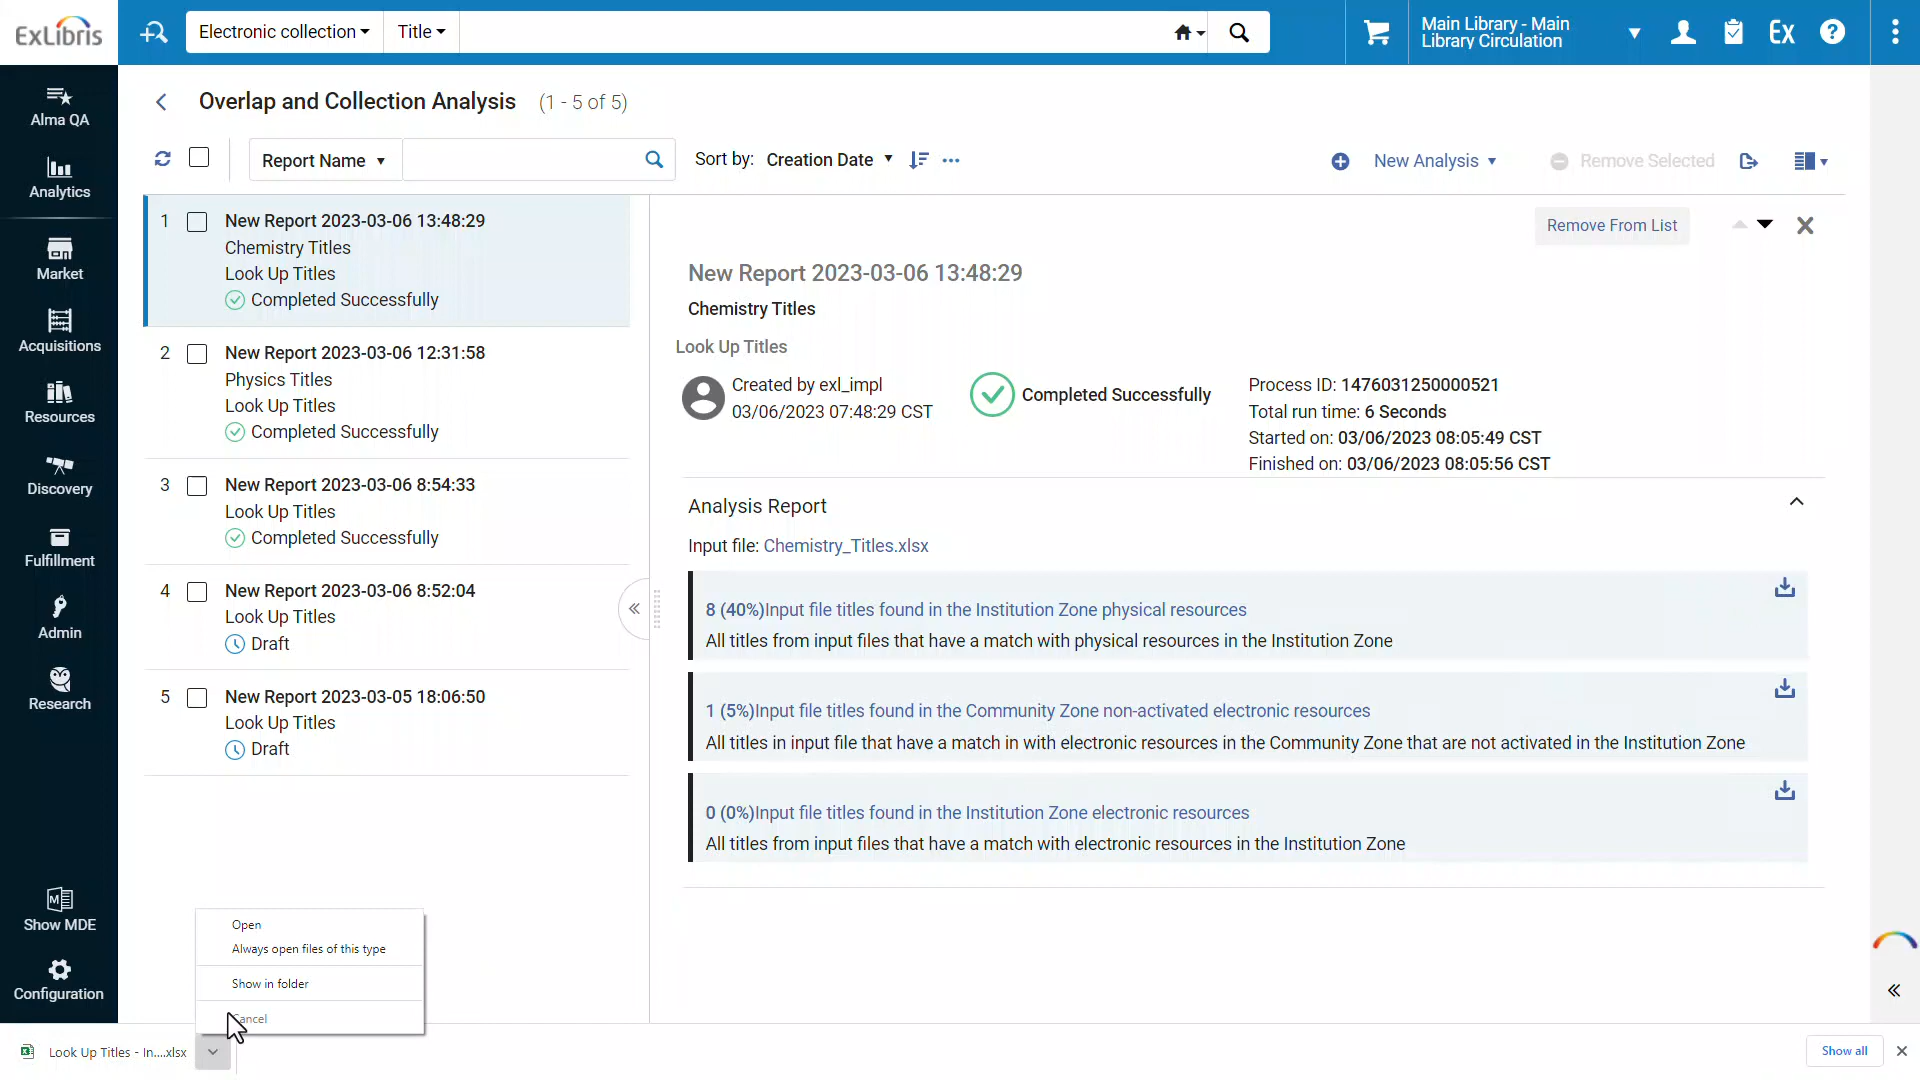 ExLibris
Electronic collection
Title
Main Library - Main
Library Circulation
Ex
Alma QA
Analytics
Market
Acquisitions
Resources
Discovery
Fulfillment
Admin
Research
Show MDE
Configuration
Overlap and Collection Analysis (1 - 5 of 5)
Report Name
Sort by: Creation Date
New Analysis
Remove Selected
1 New Report 2023-03-06 13:48:29
Chemistry Titles
Look Up Titles
Completed Successfully
2 New Report 2023-03-06 12:31:58
Physics Titles
Look Up Titles
Completed Successfully
3 New Report 2023-03-06 8:54:33
Look Up Titles
Completed Successfully
4 New Report 2023-03-06 8:52:04
Look Up Titles
Draft
5 New Report 2023-03-05 18:06:50
Look Up Titles
Draft
Remove From List
New Report 2023-03-06 13:48:29
Chemistry Titles
Look Up Titles
Created by exl_impl
03/06/2023 07:48:29 CST
Completed Successfully
Process ID: 1476031250000521
Total run time: 6 Seconds
Started on: 03/06/2023 08:05:49 CST
Finished on: 03/06/2023 08:05:56 CST
Analysis Report
Input file: Chemistry_Titles.xlsx
8 (40%)Input file titles found in the Institution Zone physical resources
All titles from input files that have a match with physical resources in the Institution Zone
1 (5%)Input file titles found in the Community Zone non-activated electronic resources
All titles in input file that have a match in with electronic resources in the Community Zone that are not activated in the Institution Zone
0 (0%)Input file titles found in the Institution Zone electronic resources
All titles from input files that have a match with electronic resources in the Institution Zone
Open
Always open files of this type
Show in folder
Cancel
Look Up Titles - In....xlsx
Show all